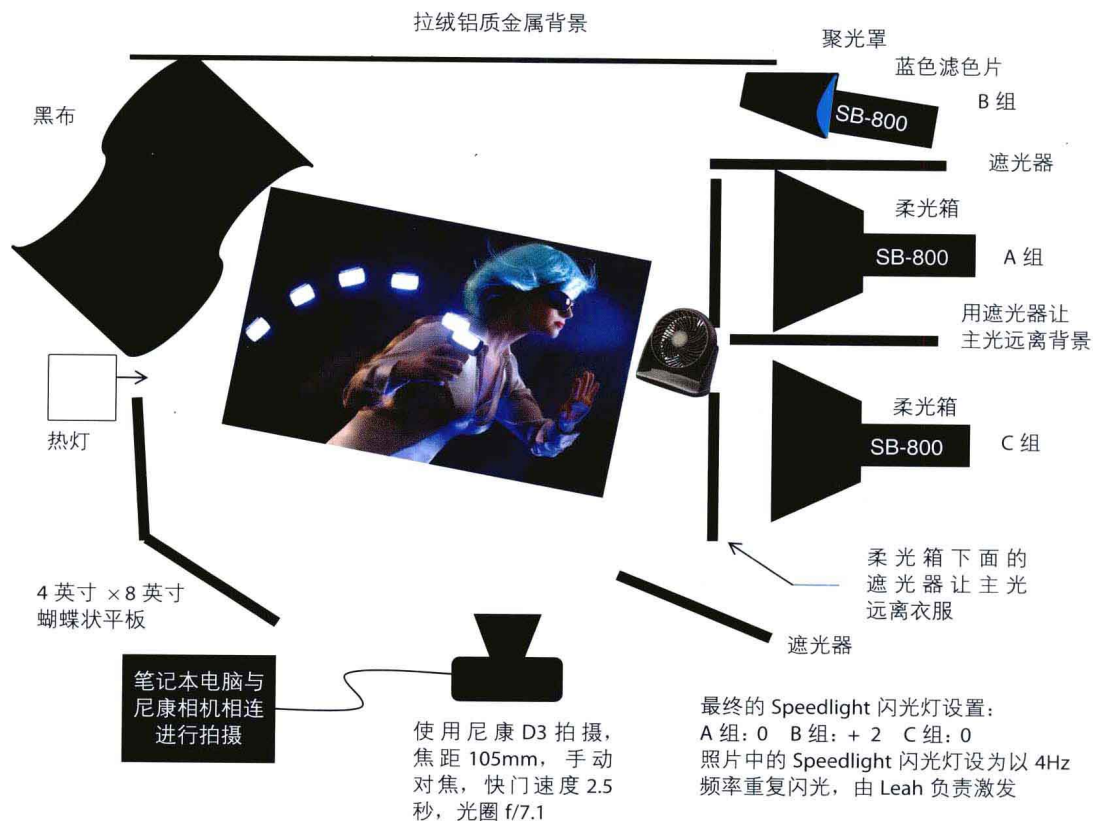 拉绒铝质金属背景
聚光罩
蓝色滤色片
SB-800
B 组
黑布
遮光器
柔光箱
SB-800
A 组
用遮光器让
主光远离背景
热灯
柔光箱
SB-800
C 组
柔光箱下面的
遮光器让主光
远离衣服
4 英寸 ×8 英寸
蝴蝶状平板
遮光器
笔记本电脑与
尼康相机相连
进行拍摄
使用尼康 D3 拍摄，
焦距 105mm，手动
对焦，快门速度 2.5
秒，光圈 f/7.1
最终的 Speedlight 闪光灯设置：
A 组：0 B 组：+ 2 C 组：0
照片中的 Speedlight 闪光灯设为以 4Hz
频率重复闪光，由 Leah 负责激发